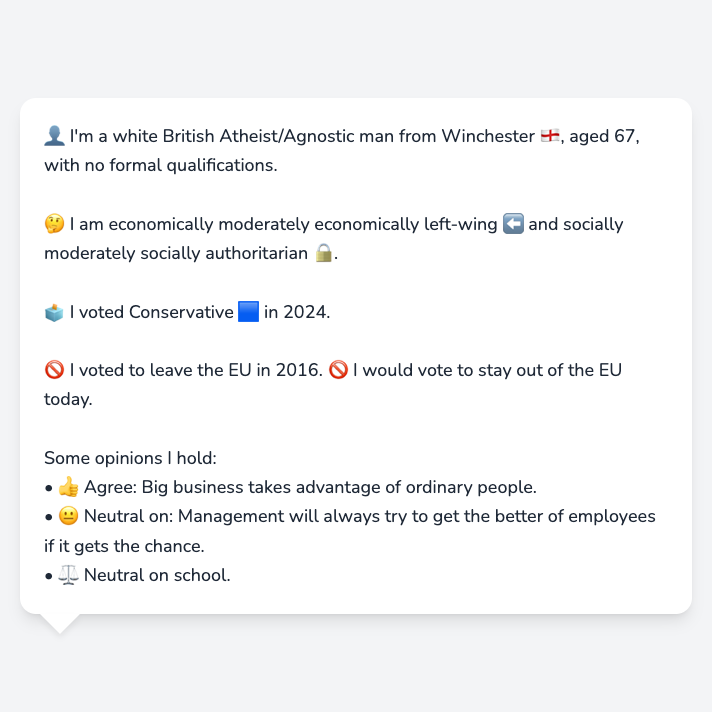 👤 I'm a white British Atheist/Agnostic man from Winchester 🏴󠁧󠁢󠁥󠁮󠁧󠁿, aged 67,
with no formal qualifications.
🤔 I am economically moderately economically left-wing ⬅️ and socially
moderately socially authoritarian 🔒.
🗳️ I voted Conservative 🟦 in 2024.
🚫 I voted to leave the EU in 2016. 🚫 I would vote to stay out of the EU
today.
Some opinions I hold:
• 👍 Agree: Big business takes advantage of ordinary people.
• 😐 Neutral on: Management will always try to get the better of employees
if it gets the chance.
• ⚖️ Neutral on school.